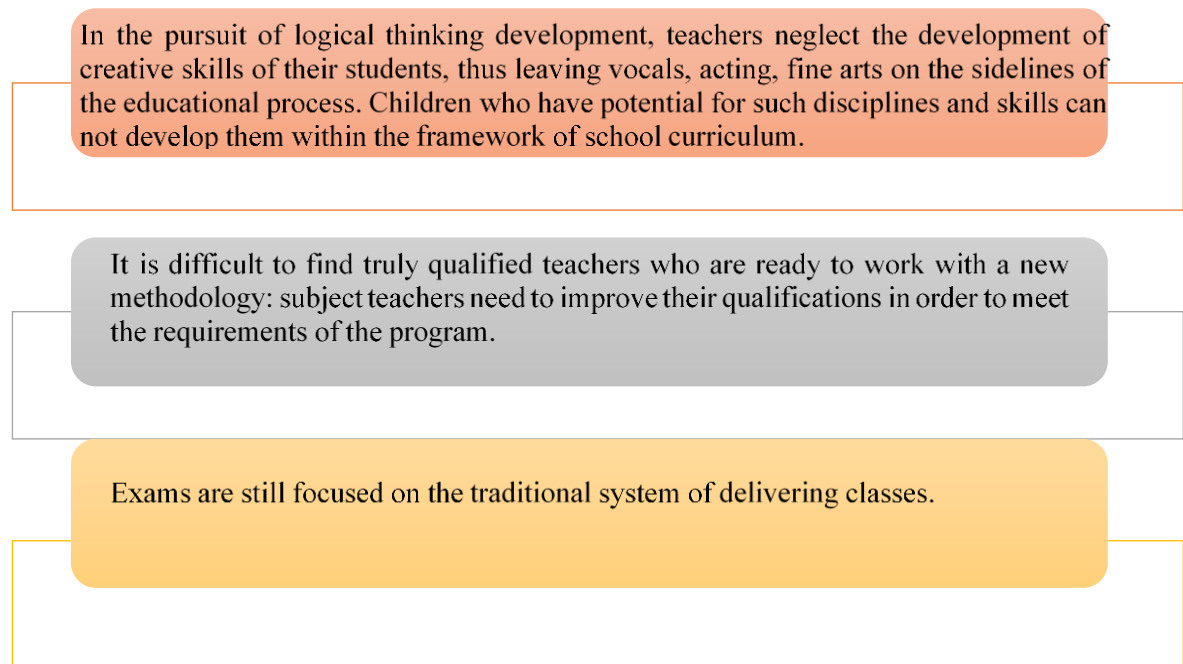 In the pursuit of logical thinking development, teachers neglect the development of
creative skills of their students, thus leaving vocals, acting, fine arts on the sidelines of
the educational process. Children who have potential for such disciplines and skills can
not develop them within the framework of school curriculum.
It is difficult to find truly qualified teachers who are ready to work with a new
methodology: subject teachers need to improve their qualifications in order to meet
the requirements of the program.
Exams are still focused on the traditional system of delivering classes.